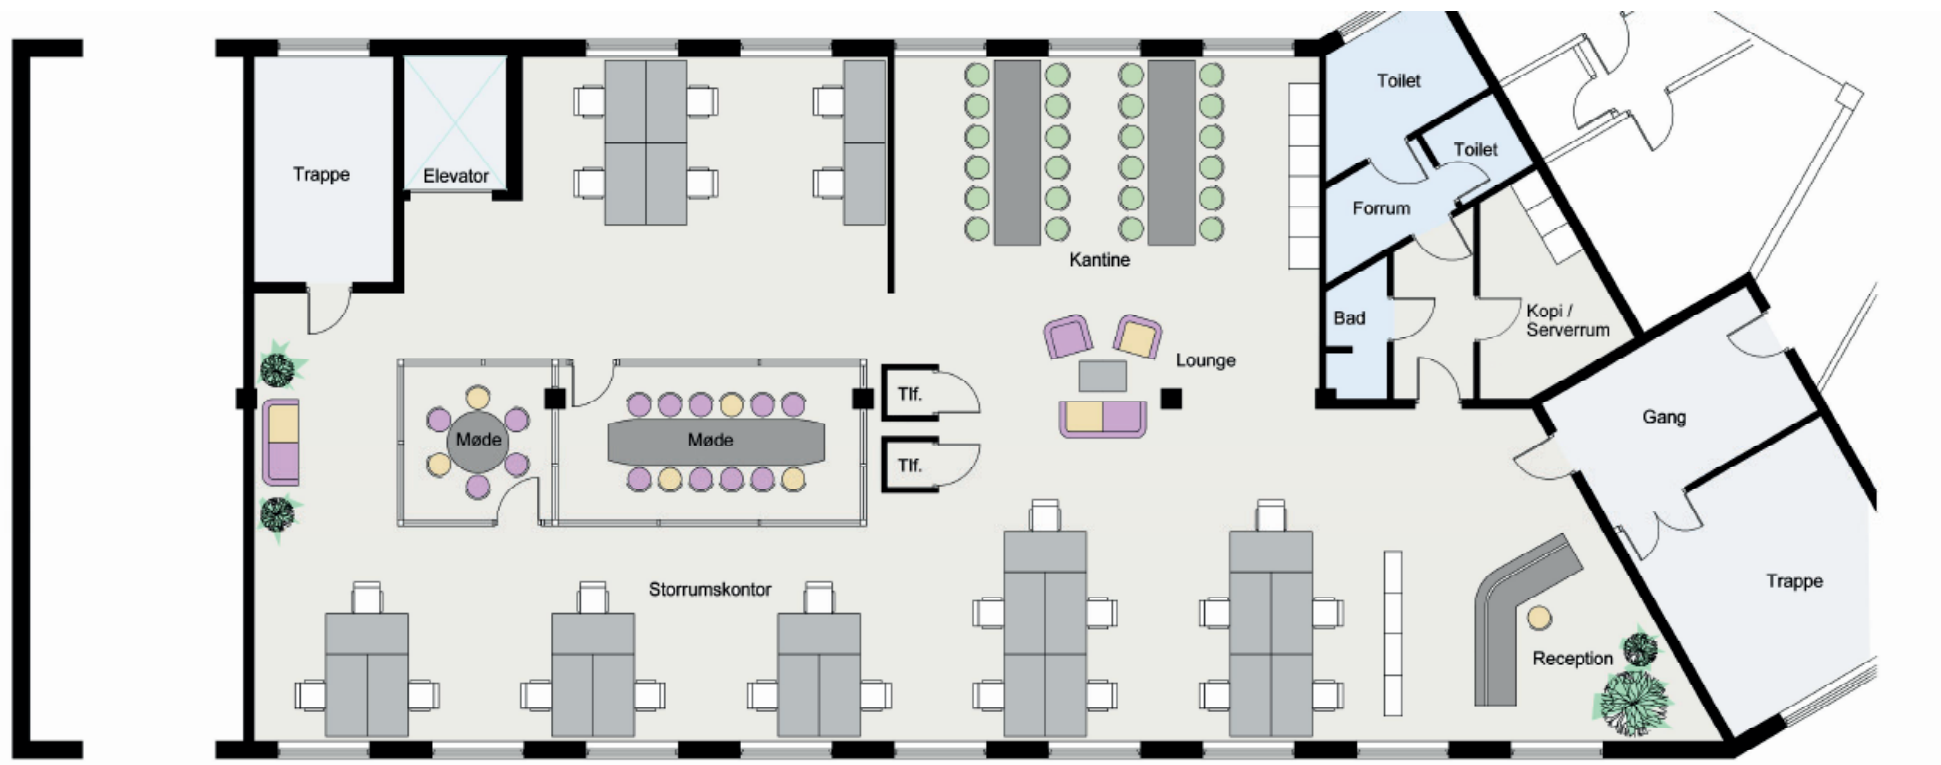 Toilet
Toilet
Trappe
Elevator
Forrum
Kantine
Bad
Kopi /
Serverrum
Lounge
Tlf.
Gang
Møde
Møde
Tlf.
Storrumskontor
Trappe
Reception